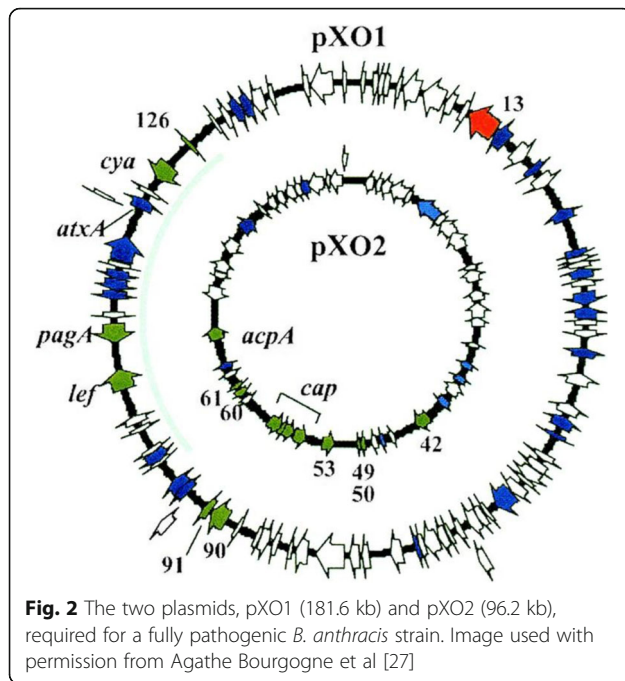 pXO1
13
126
cya
atxA
pagA
lef
91
90
pXO2
acpA
cap
61
60
53
49
50
42
Fig. 2 The two plasmids, pXO1 (181.6 kb) and pXO2 (96.2 kb),
required for a fully pathogenic B. anthracis strain. Image used with
permission from Agathe Bourgogne et al [27]